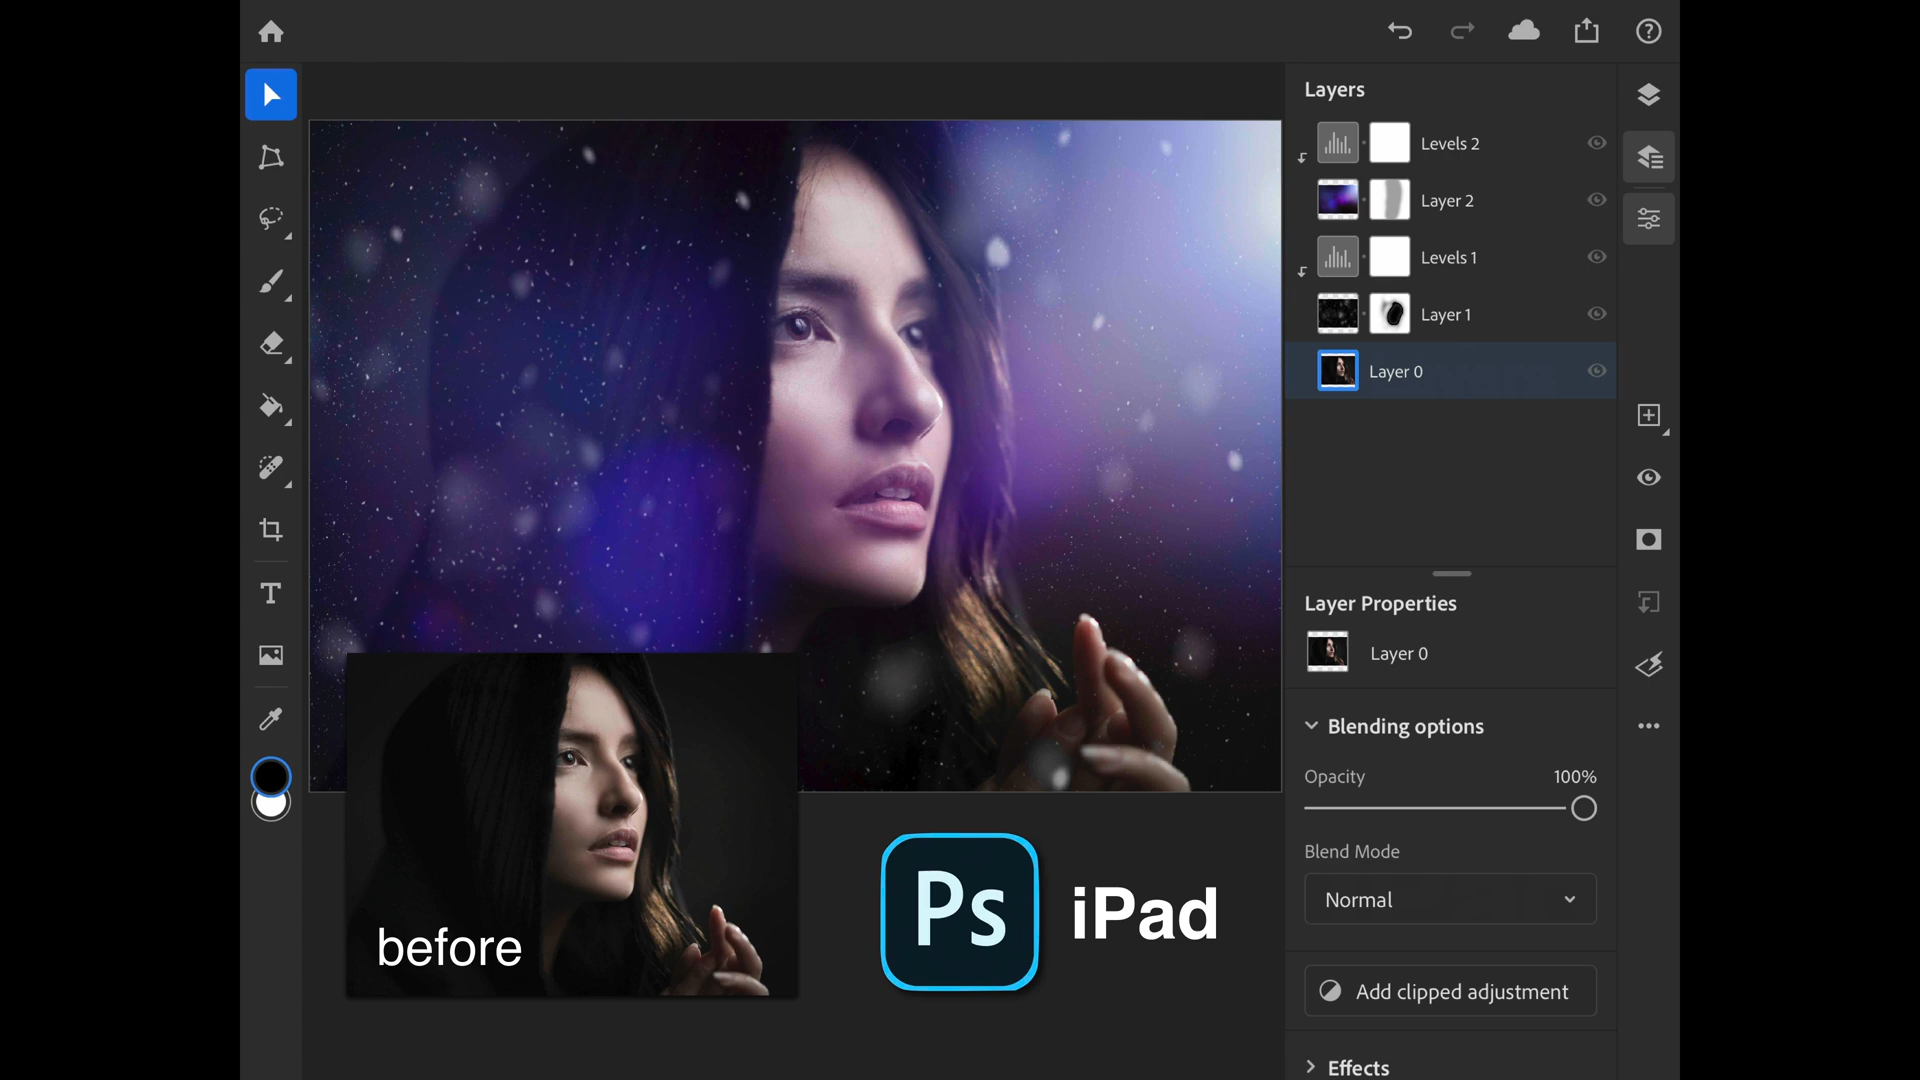 Layers
Levels 2
Layer 2
Levels 1
Layer 1
Layer 0
Layer Properties
Layer 0
Blending options
Opacity 100%
Blend Mode
Normal
Add clipped adjustment
Effects
T
before
Ps iPad